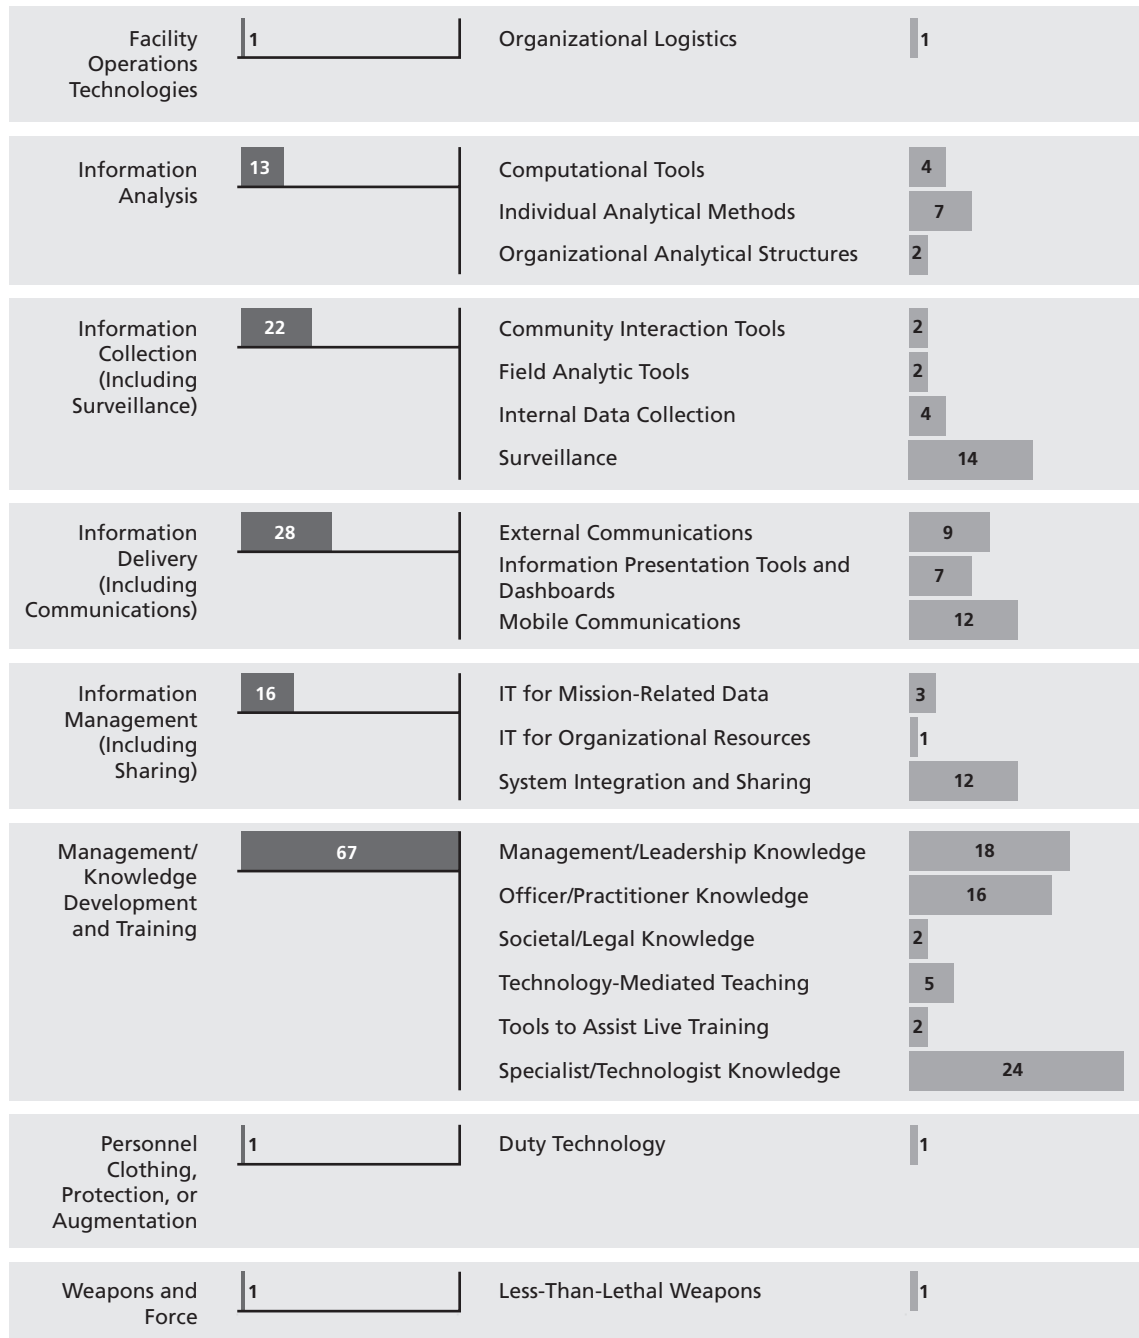 Facility
Operations
Technologies
1
Organizational Logistics
1
Information
Analysis
13
Computational Tools
4
Individual Analytical Methods
7
Organizational Analytical Structures
2
Information
Collection
(Including
Surveillance)
22
Community Interaction Tools
2
Field Analytic Tools
2
Internal Data Collection
4
Surveillance
14
Information
Delivery
(Including
Communications)
28
External Communications
9
Information Presentation Tools and
Dashboards
7
Mobile Communications
12
Information
Management
(Including
Sharing)
16
IT for Mission-Related Data
3
IT for Organizational Resources
1
System Integration and Sharing
12
Management/
Knowledge
Development
and Training
67
Management/Leadership Knowledge
18
Officer/Practitioner Knowledge
16
Societal/Legal Knowledge
2
Technology-Mediated Teaching
5
Tools to Assist Live Training
2
Specialist/Technologist Knowledge
24
Personnel
Clothing,
Protection, or
Augmentation
1
Duty Technology
1
Weapons and
Force
1
Less-Than-Lethal Weapons
1